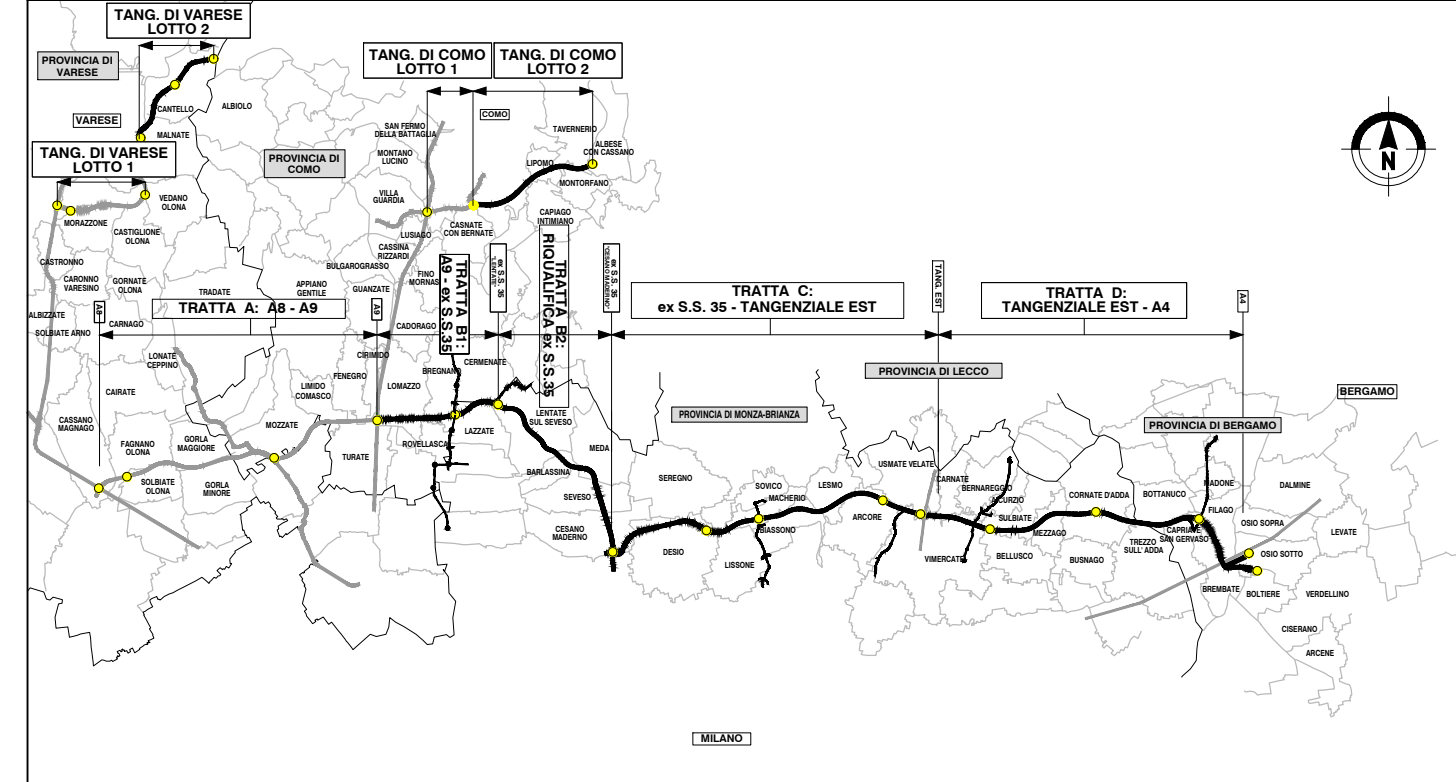 TANG. DI VARESE
LOTTO 2
PROVINCIA DI
VARESE
CANTELLO
ALBIOLO
VARESE
MALNATE
TANG. DI VARESE
LOTTO 1
VEDANO
OLONA
MORAZZONE
CASTIGLIONE
OLONA
PROVINCIA DI
COMO
TANG. DI COMO
LOTTO 1
TANG. DI COMO
LOTTO 2
COMO
SAN FERMO
DELLA BATTAGLIA
MONTANO
LUCINO
VILLA
GUARDIA
TAVERNERIO
ALBESE
CON CASSANO
LIPOMO
MONTORFANO
CAPIAGO
INTIMIANO
CASNATE
CON BERNATE
LUSIAGO
CASSINA
RIZZARDI
BULGAROGRASSO
FINO
MORNAS
N
CASTRONNO
CARONNO
VARESINO
GORNATE
OLONA
TRADATE
APPIANO
GENTILE
GUANZATE
ALBIZZATE
SOLBIATE ARNO
CARNAGO
A8
TRATTA A: A8 - A9
A9
TRATTA B1:
A9 - ex S.S.35
ex S.S. 35
"LENTATE"
TRATTA B2:
RIQUALIFICA ex S.S.35
ex S.S. 35
"CESANO MADERNO"
TRATTA C:
ex S.S. 35 - TANGENZIALE EST
TANG. EST
TRATTA D:
TANGENZIALE EST - A4
A4
CADORAGO
CIRIMIDO
FENEGRO
LOMAZZO
BREGNANO
CERMENATE
LONATE
CEPPINO
CAIRATE
LIMIDO
COMASCO
CASSANO
MAGNAGO
FAGNANO
OLONA
GORLA
MAGGIORE
MOZZATE
SOLBIATE
OLONA
GORLA
MINORE
TURATE
ROVELLASCA
LAZZATE
LENTATE
SUL SEVESO
MEDA
BARLASSINA
SEVESO
CESANO
MADERNO
PROVINCIA DI MONZA-BRIANZA
PROVINCIA DI LECCO
PROVINCIA DI BERGAMO
BERGAMO
SEREGNO
DESIO
LISSONE
SOVICO
MACHERIO
BIASSONO
LESMO
ARCORE
USMATE VELATE
CARNATE
BERNAREGGIO
VIMERCATE
SULBIATE
BELLUSCO
MEZZAGO
CORNATE D'ADDA
BUSNAGO
BOTTANUCO
TREZZO
SULL' ADDA
CAPRIATE
SAN GERVASO
MADONE
FILAGO
DALMINE
OSIO SOPRA
OSIO SOTTO
LEVATE
BREMBATE
BOLTIERE
VERDELLINO
CISERANO
ARCENE
MILANO